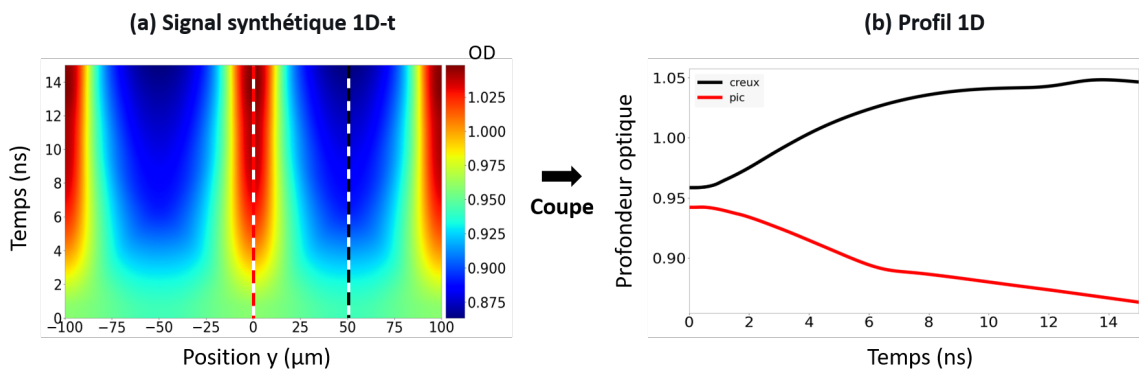 (a) Signal synthétique 1D-t
OD
14
12
10
8
6
4
2
0
Temps (ns)
−100 −75 −50 −25 0 25 50 75 100
Position y (µm)
1.025
1.000
0.975
0.950
0.925
0.900
0.875
Coupe
(b) Profil 1D
creux
pic
1.05
1.00
0.95
0.90
Profondeur optique
0 2 4 6 8 10 12 14
Temps (ns)